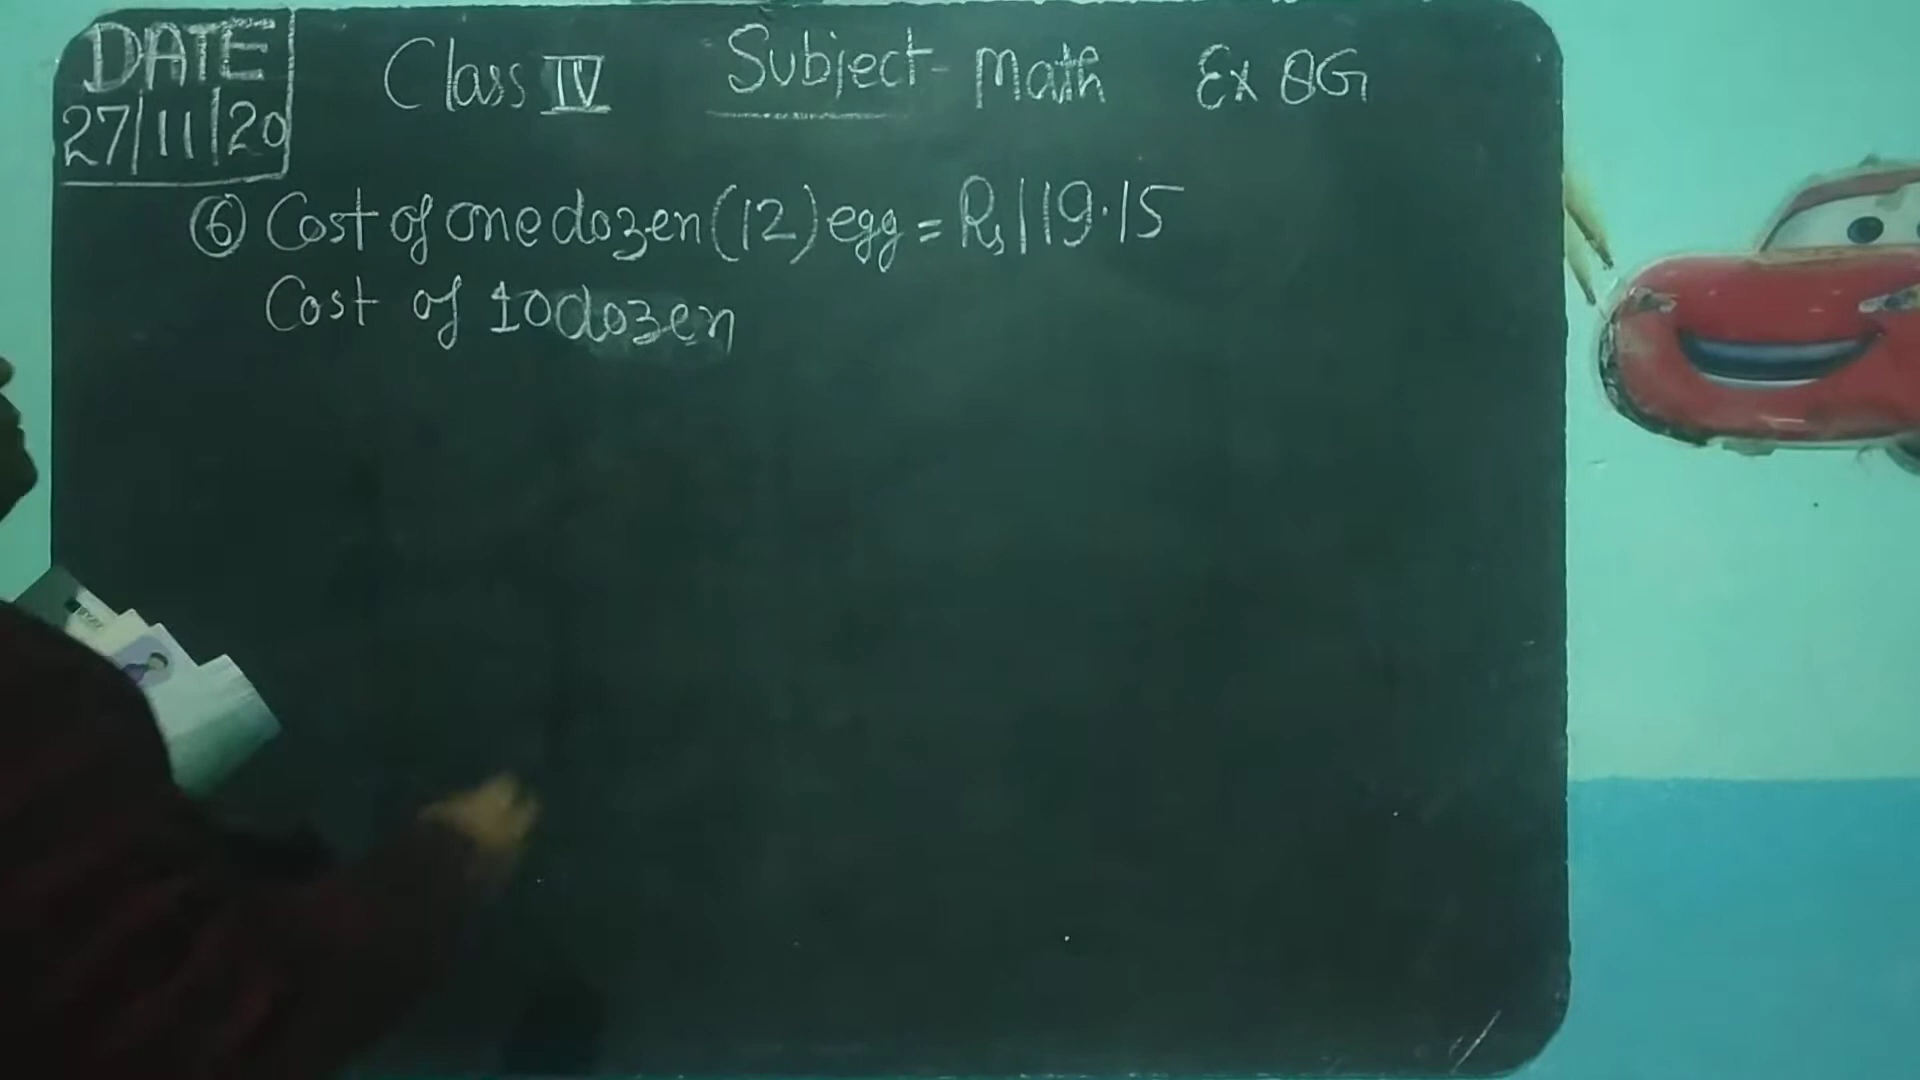 DATE
27/11/20
Class IV Subject - Math Ex 8G
⑥ Cost of one dozen (12) egg = Rs 119.15
Cost of 10 dozen